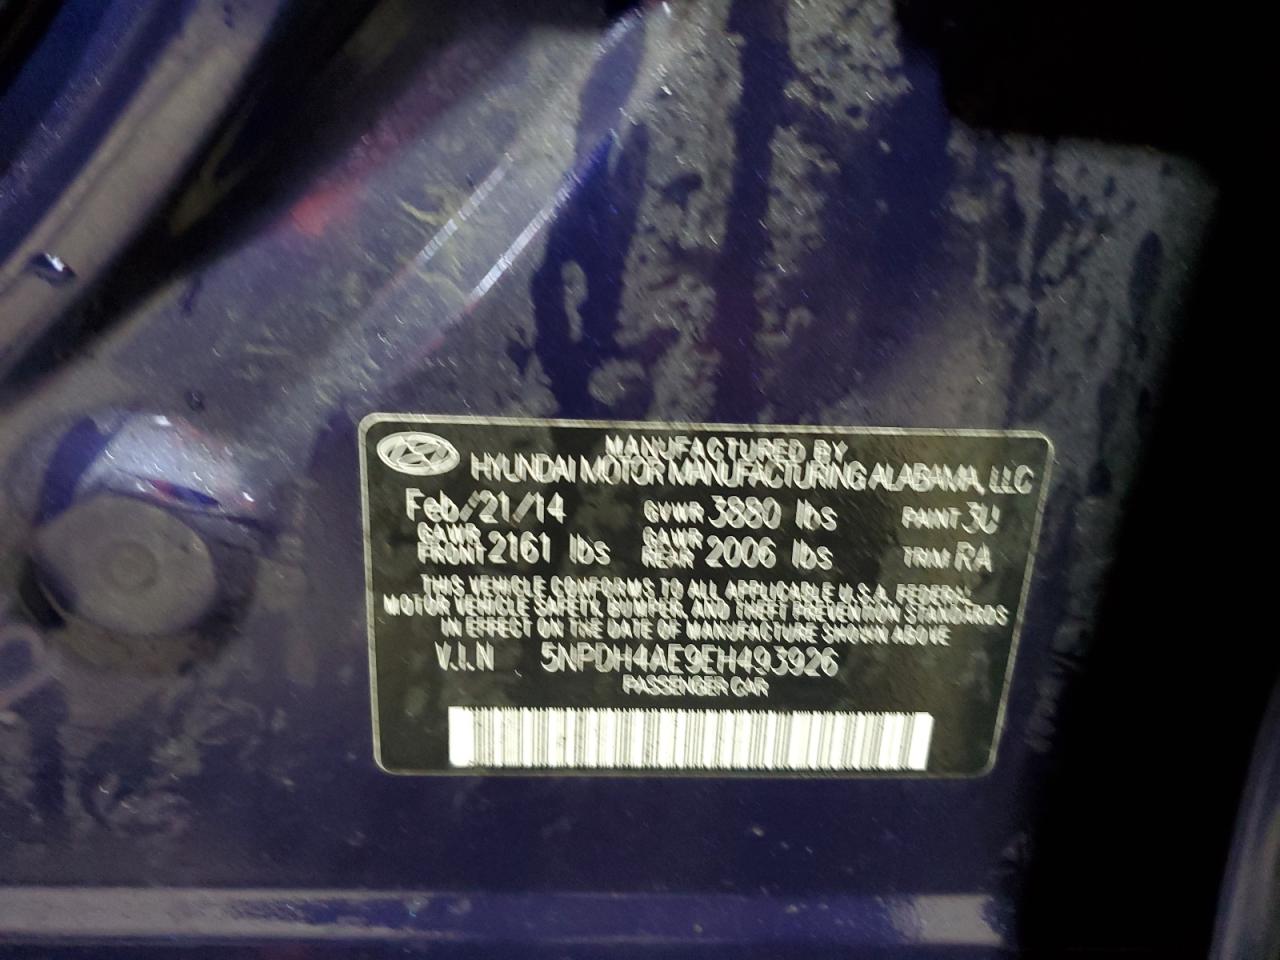 MANUFACTURED BY
HYUNDAI MOTOR MANUFACTURING ALABAMA, LLC
Feb/21/14 GVWR 3880 lbs PAINT 3U
GAWR FRONT 2161 lbs GAWR REAR 2006 lbs TRIM RA
THIS VEHICLE CONFORMS TO ALL APPLICABLE U.S.A. FEDERAL
MOTOR VEHICLE SAFETY, BUMPER, AND THEFT PREVENTION STANDARDS
IN EFFECT ON THE DATE OF MANUFACTURE SHOWN ABOVE
V.I.N 5NPDH4AE9EH493926
PASSENGER CAR